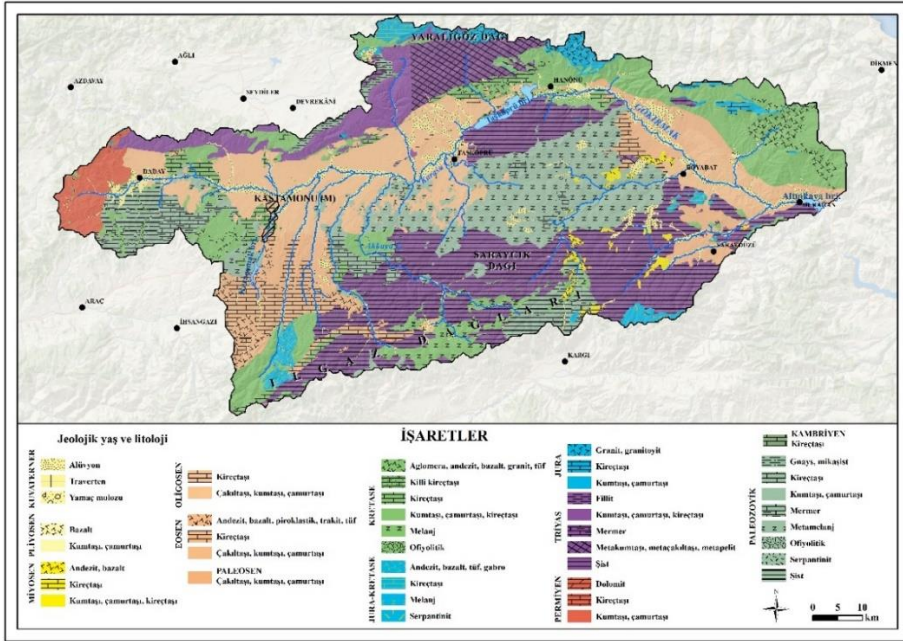 YARALIGÖZ DAĞI
AĞLI
DİKMEN
AZDAVAY
SEYDİLER
HANÖNÜ
DEVREKÂNİ
GÖKIRMAK
TAŞKÖPRÜ
DADAY
BOYABAT
KASTAMONU (M)
SARAYDÜZÜ
SARAYCIK
DAĞI
ARAÇ
İHSANGAZİ
ILGAZ DAĞLARI
KARGI
İŞARETLER
Jeolojik yaş ve litoloji
KUVATERNER
Alüvyon
Traverten
Yamaç molozu
PLİYOSEN
Bazalt
Kumtaşı, çamurtaşı
MİYOSEN
Andezit, bazalt
Kireçtaşı
Kumtaşı, çamurtaşı, kireçtaşı
OLİGOSEN
Kireçtaşı
Çakıltaşı, kumtaşı, çamurtaşı
EOSEN
Andezit, bazalt, piroklastik, trakit, tüf
Kireçtaşı
Çakıltaşı, kumtaşı, çamurtaşı
PALEOSEN
Çakıltaşı, kumtaşı, çamurtaşı
KRETASE
Aglomera, andezit, bazalt, granit, tüf
Killi kireçtaşı
Kireçtaşı
Kumtaşı, çamurtaşı, kireçtaşı
Melanj
Ofiyolitik
JURA-KRETASE
Andezit, bazalt, tüf, gabro
Kireçtaşı
Melanj
Serpantinit
JURA
Granit, granitoyit
Kireçtaşı
Kumtaşı, çamurtaşı
TRİYAS
Fillit
Kumtaşı, çamurtaşı, kireçtaşı
Mermer
Metakumtaşı, metaçakıltaşı, metapelit
Şist
PERMİYEN
Dolomit
Kireçtaşı
Kumtaşı, çamurtaşı
KAMBRİYEN
Kireçtaşı
PALEOZOYİK
Gnays, mikaşist
Kireçtaşı
Kumtaşı, çamurtaşı
Mermer
Metamelanj
Ofiyolitik
Serpantinit
Şist
N
0 5 10
km